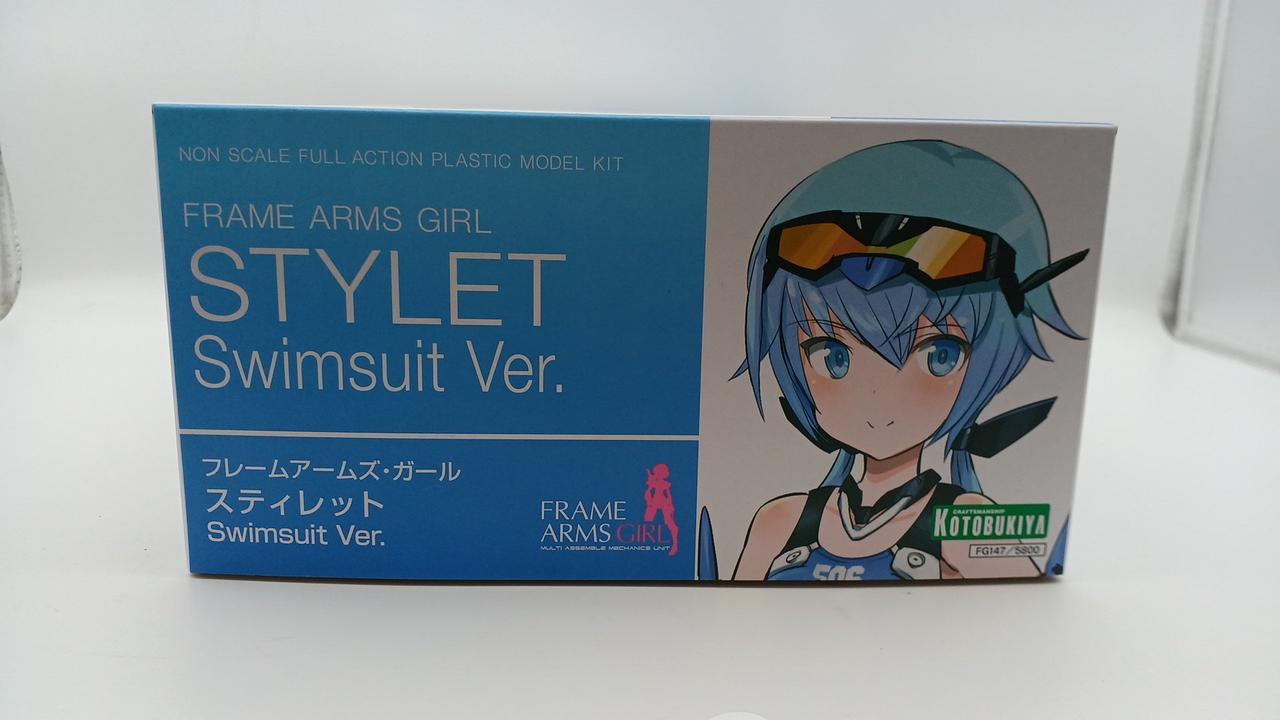 NON SCALE FULL ACTION PLASTIC MODEL KIT
FRAME ARMS GIRL
STYLET
Swimsuit Ver.
フレームアームズ・ガール
スティレット
Swimsuit Ver.
FRAME
ARMS GIRL
MULTI ASSEMBLE MECHANICS UNIT
506
CRAFTSMANSHIP
KOTOBUKIYA
FG147/5800